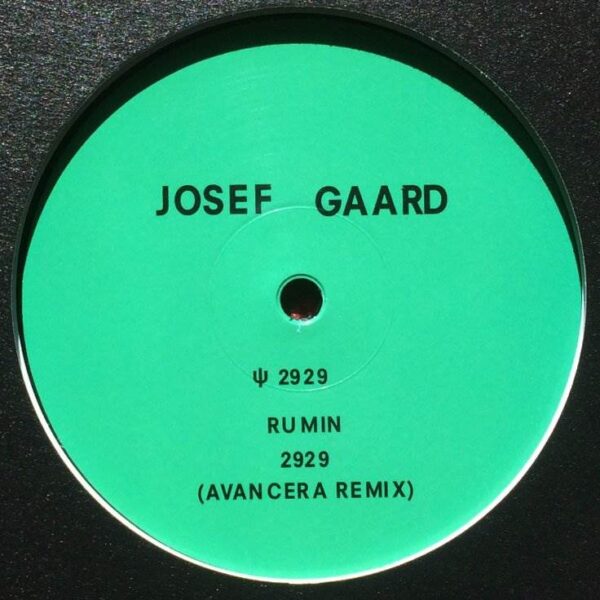 JOSEF GAARD
ψ 2929
RUMIN
2929
(AVANCERA REMIX)